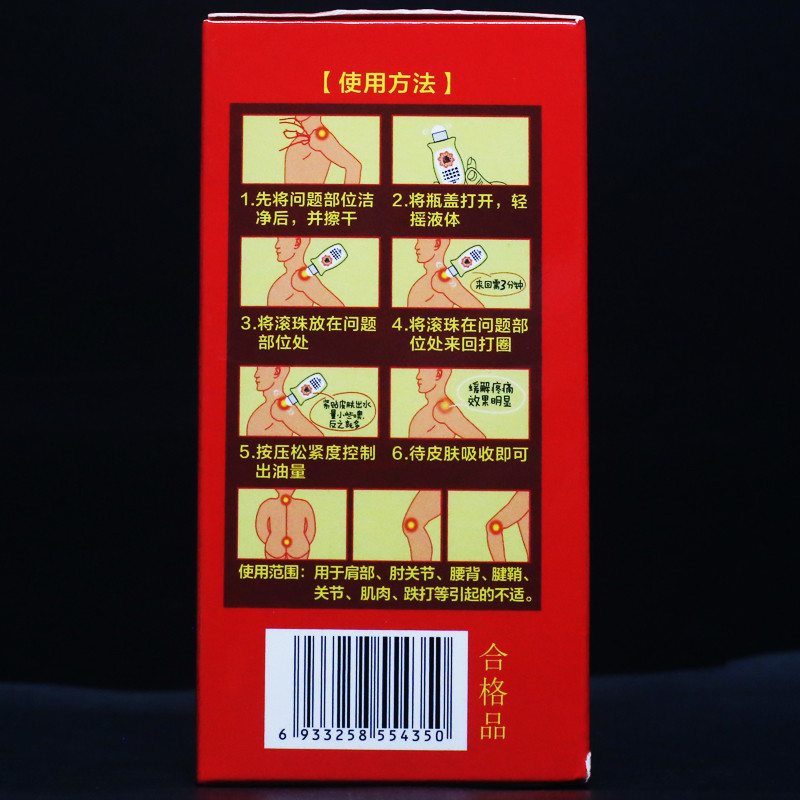 【使用方法】
1.先将问题部位洁
净后，并擦干
2.将瓶盖打开，轻
摇液体
3.将滚珠放在问题
部位处
来回需3分钟
4.将滚珠在问题部
位处来回打圈
5.按压松紧度控制
出油量
缓解疼痛
效果明显
6.待皮肤吸收即可
使用范围：用于肩部、肘关节、腰背、腱鞘、
关节、肌肉、跌打等引起的不适。
6 933258 554350
合格品